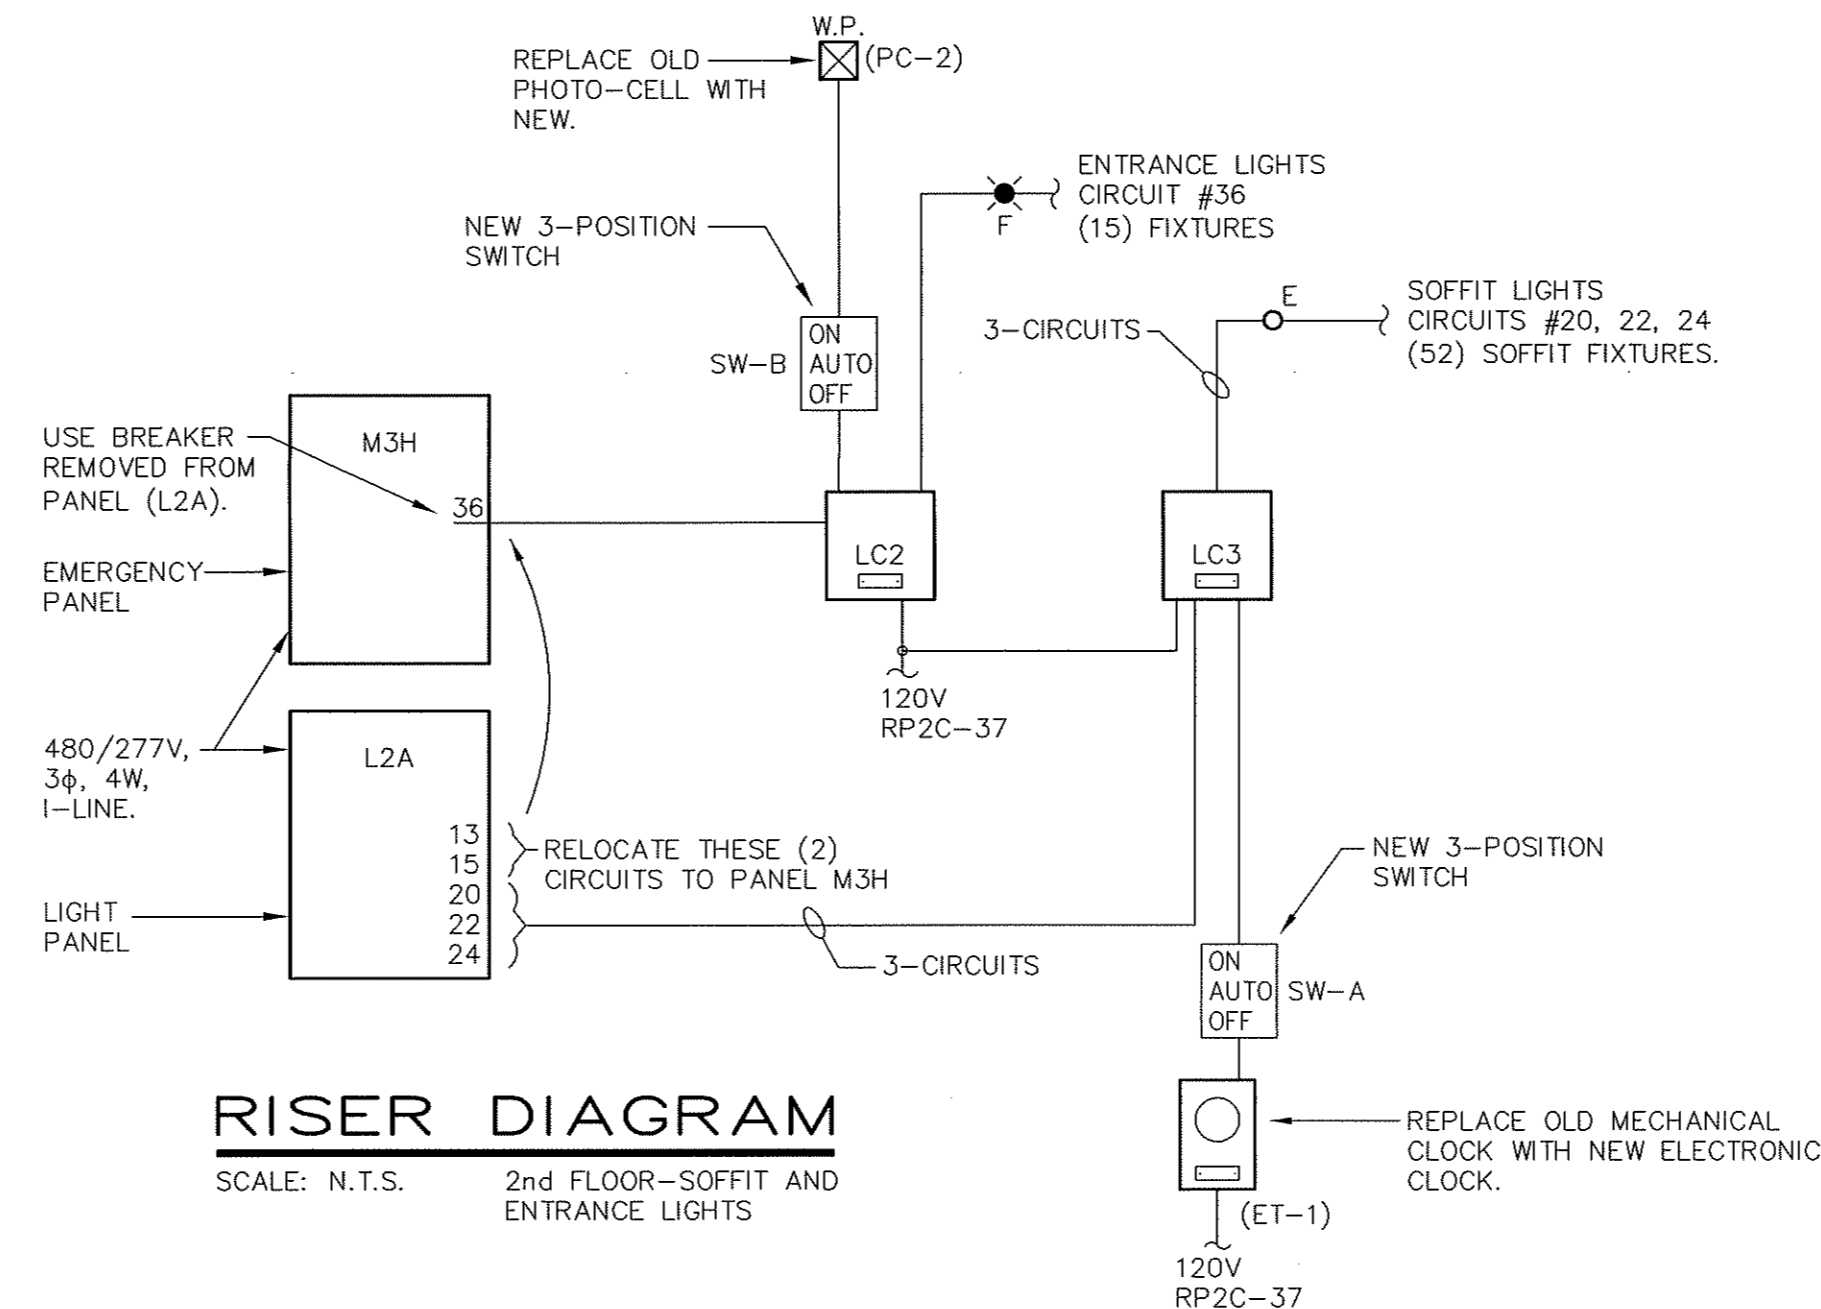 W.P.
(PC-2)
REPLACE OLD
PHOTO-CELL WITH
NEW.
ENTRANCE LIGHTS
CIRCUIT #36
(15) FIXTURES
F
NEW 3-POSITION
SWITCH
E
SOFFIT LIGHTS
CIRCUITS #20, 22, 24
(52) SOFFIT FIXTURES.
3-CIRCUITS
SW-B
ON
AUTO
OFF
USE BREAKER
REMOVED FROM
PANEL (L2A).
M3H
36
LC2
LC3
EMERGENCY
PANEL
120V
RP2C-37
480/277V,
3ϕ, 4W,
I-LINE.
L2A
13
15
20
22
24
RELOCATE THESE (2)
CIRCUITS TO PANEL M3H
NEW 3-POSITION
SWITCH
LIGHT
PANEL
3-CIRCUITS
ON
AUTO
OFF
SW-A
REPLACE OLD MECHANICAL
CLOCK WITH NEW ELECTRONIC
CLOCK.
(ET-1)
120V
RP2C-37
RISER DIAGRAM
SCALE: N.T.S.
2nd FLOOR-SOFFIT AND
ENTRANCE LIGHTS